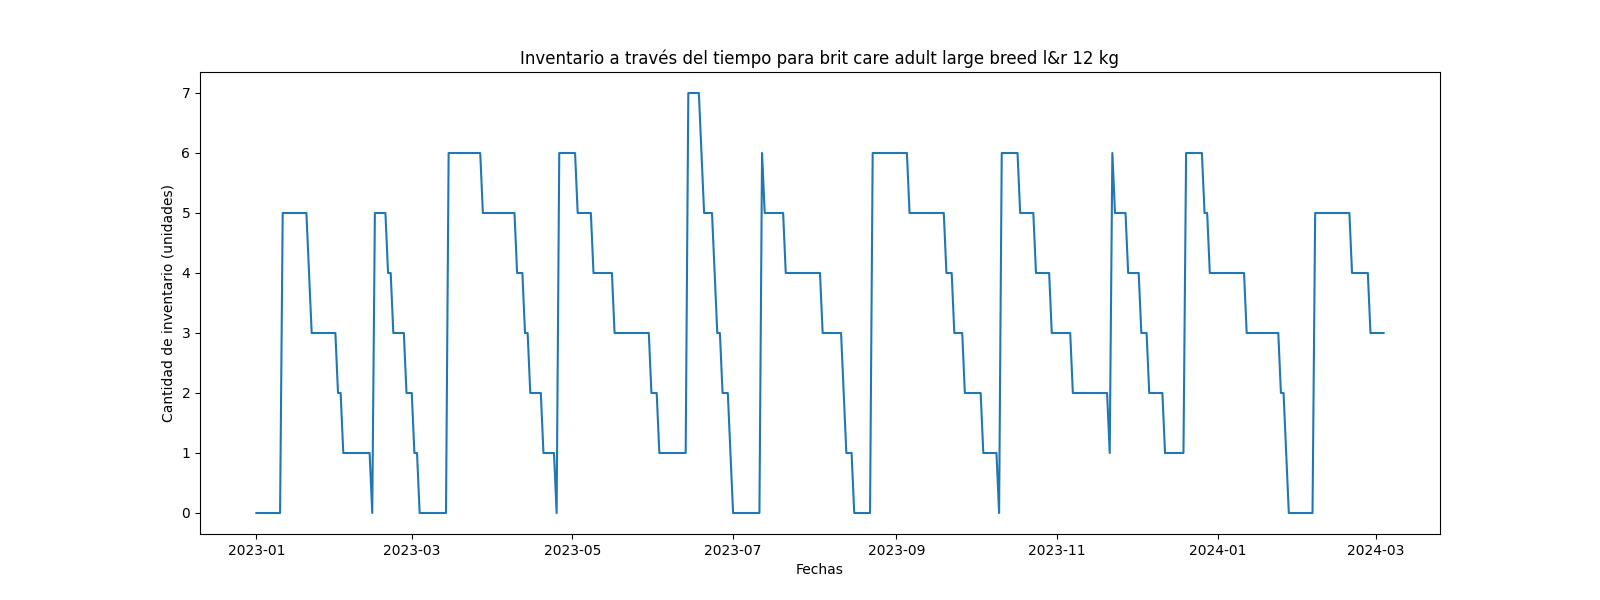 Inventario a través del tiempo para brit care adult large breed l&r 12 kg
Cantidad de inventario (unidades)
7
6
5
4
3
2
1
0
2023-01 2023-03 2023-05 2023-07 2023-09 2023-11 2024-01 2024-03
Fechas